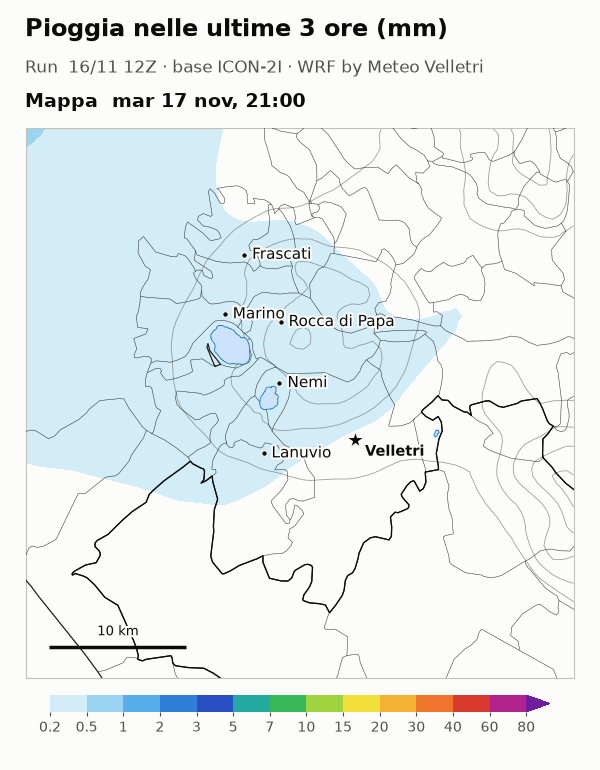 Pioggia nelle ultime 3 ore (mm)
Run  16/11 12Z · base ICON-2I · WRF by Meteo Velletri
Mappa  mar 17 nov, 21:00
Frascati
Marino
Rocca di Papa
Nemi
Velletri
Lanuvio
10 km
0.2 0.5 1 2 3 5 7 10 15 20 30 40 60 80